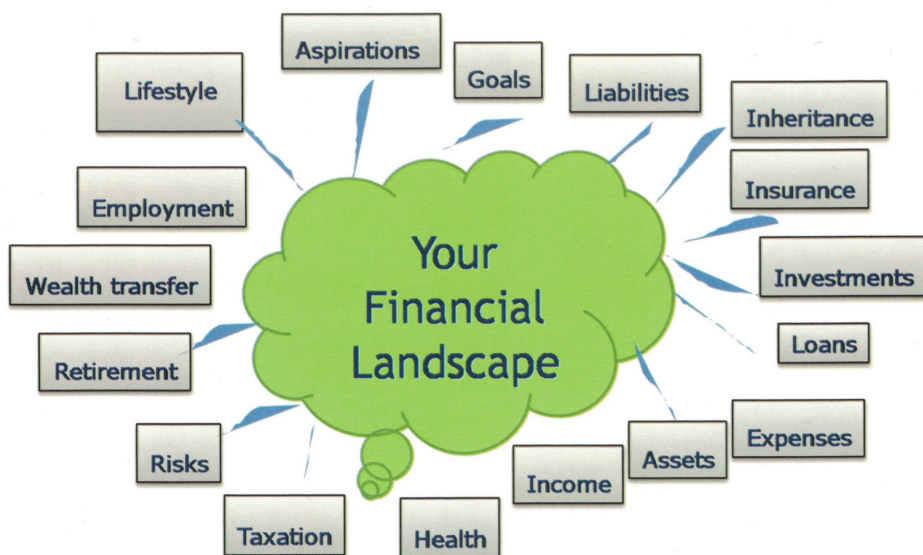 Aspirations
Goals
Lifestyle
Liabilities
Inheritance
Insurance
Employment
Your
Financial
Landscape
Wealth transfer
Investments
Loans
Retirement
Expenses
Risks
Assets
Income
Taxation
Health